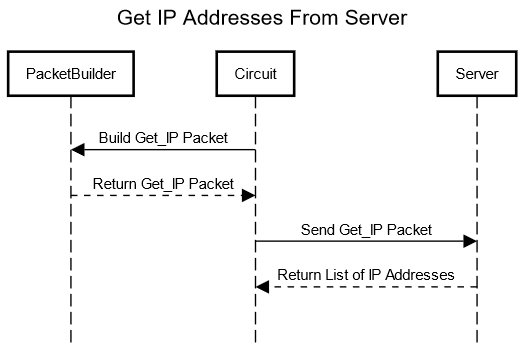 Get IP Addresses From Server
PacketBuilder
Circuit
Server
Build Get_IP Packet
Return Get_IP Packet
Send Get_IP Packet
Return List of IP Addresses